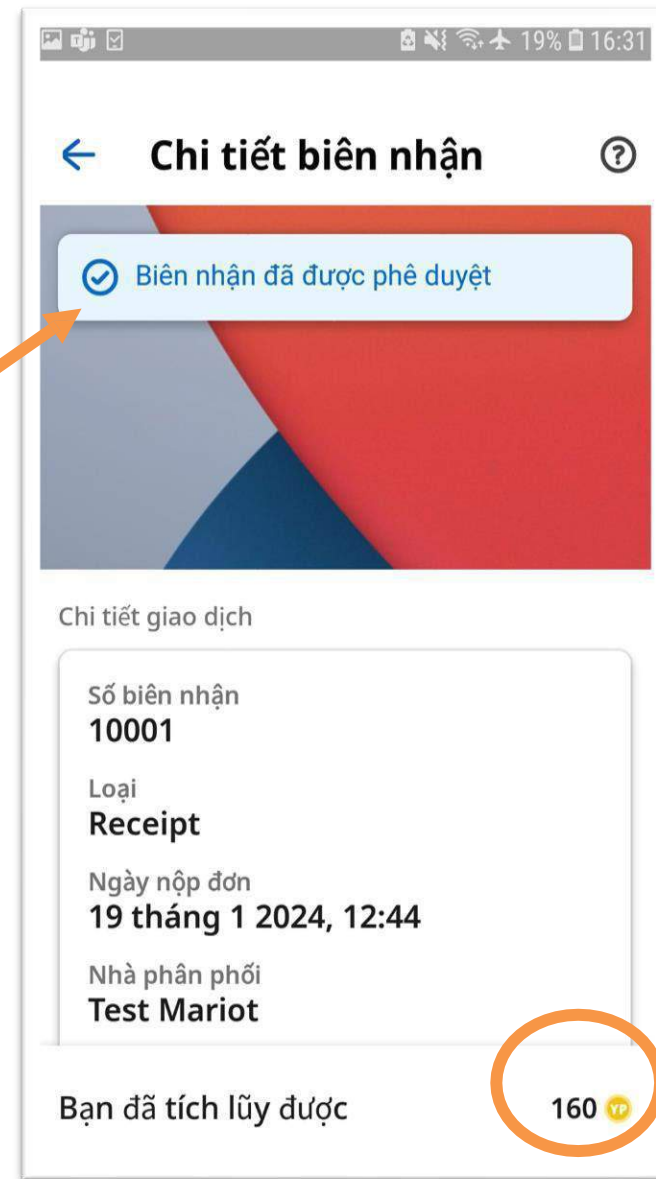 19% 16:31
Chi tiết biên nhận
Biên nhận đã được phê duyệt
Chi tiết giao dịch
Số biên nhận
10001
Loại
Receipt
Ngày nộp đơn
19 tháng 1 2024, 12:44
Nhà phân phối
Test Mariot
Bạn đã tích lũy được 160 YP